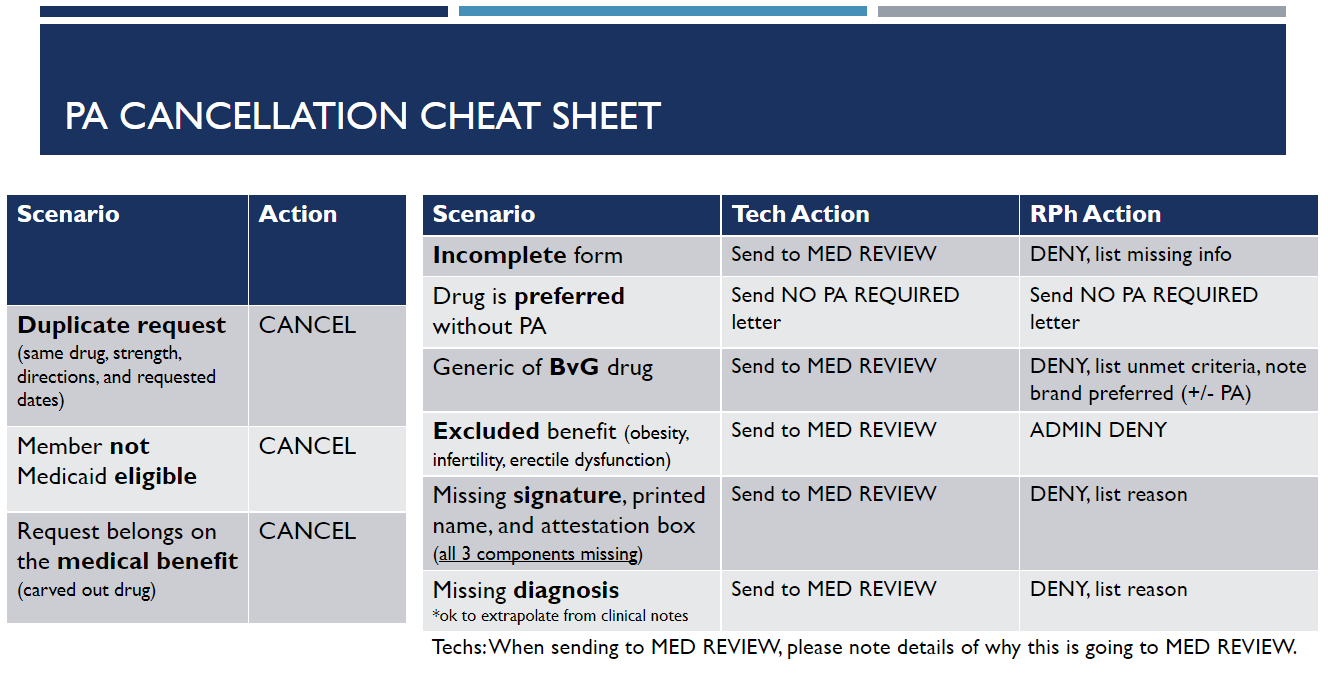 PA CANCELLATION CHEAT SHEET
Scenario
Action
Duplicate request
(same drug, strength,
directions, and requested
dates)
CANCEL
Member not
Medicaid eligible
CANCEL
Request belongs on
the medical benefit
(carved out drug)
CANCEL
Scenario
Tech Action
RPh Action
Incomplete form
Send to MED REVIEW
DENY, list missing info
Drug is preferred
without PA
Send NO PA REQUIRED
letter
Send NO PA REQUIRED
letter
Generic of BvG drug
Send to MED REVIEW
DENY, list unmet criteria, note
brand preferred (+/- PA)
Excluded benefit (obesity,
infertility, erectile dysfunction)
Send to MED REVIEW
ADMIN DENY
Missing signature, printed
name, and attestation box
(all 3 components missing)
Send to MED REVIEW
DENY, list reason
Missing diagnosis
*ok to extrapolate from clinical notes
Send to MED REVIEW
DENY, list reason
Techs: When sending to MED REVIEW, please note details of why this is going to MED REVIEW.